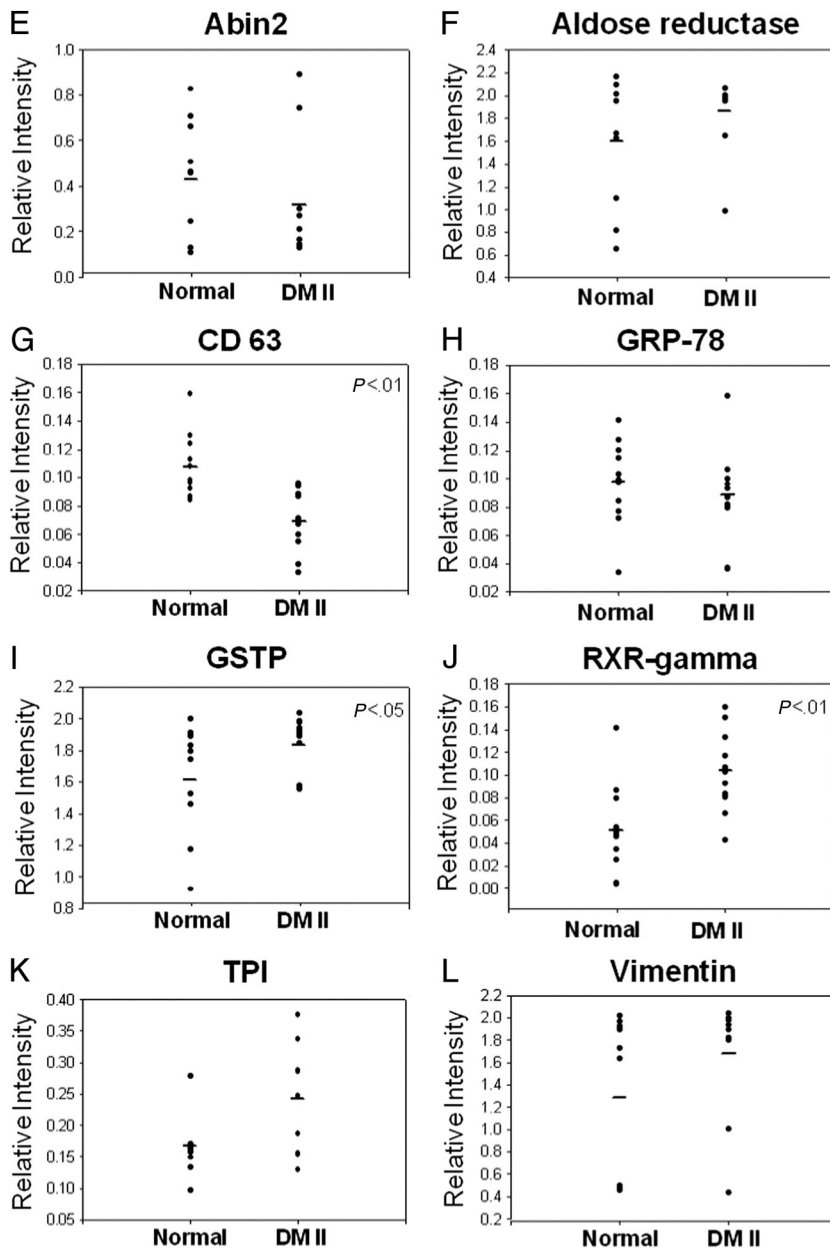 E Abin2
Relative Intensity
1.0
0.8
0.6
0.4
0.2
0.0
Normal DM II
F Aldose reductase
Relative Intensity
2.4
2.2
2.0
1.8
1.6
1.4
1.2
1.0
0.8
0.6
0.4
Normal DM II
G CD 63
P<.01
Relative Intensity
0.18
0.16
0.14
0.12
0.10
0.08
0.06
0.04
0.02
Normal DM II
H GRP-78
Relative Intensity
0.18
0.16
0.14
0.12
0.10
0.08
0.06
0.04
0.02
Normal DM II
I GSTP
P<.05
Relative Intensity
2.2
2.0
1.8
1.6
1.4
1.2
1.0
0.8
Normal DM II
J RXR-gamma
P<.01
Relative Intensity
0.18
0.16
0.14
0.12
0.10
0.08
0.06
0.04
0.02
0.00
Normal DM II
K TPI
Relative Intensity
0.40
0.35
0.30
0.25
0.20
0.15
0.10
0.05
Normal DM II
L Vimentin
Relative Intensity
2.2
2.0
1.8
1.6
1.4
1.2
1.0
0.8
0.6
0.4
0.2
Normal DM II